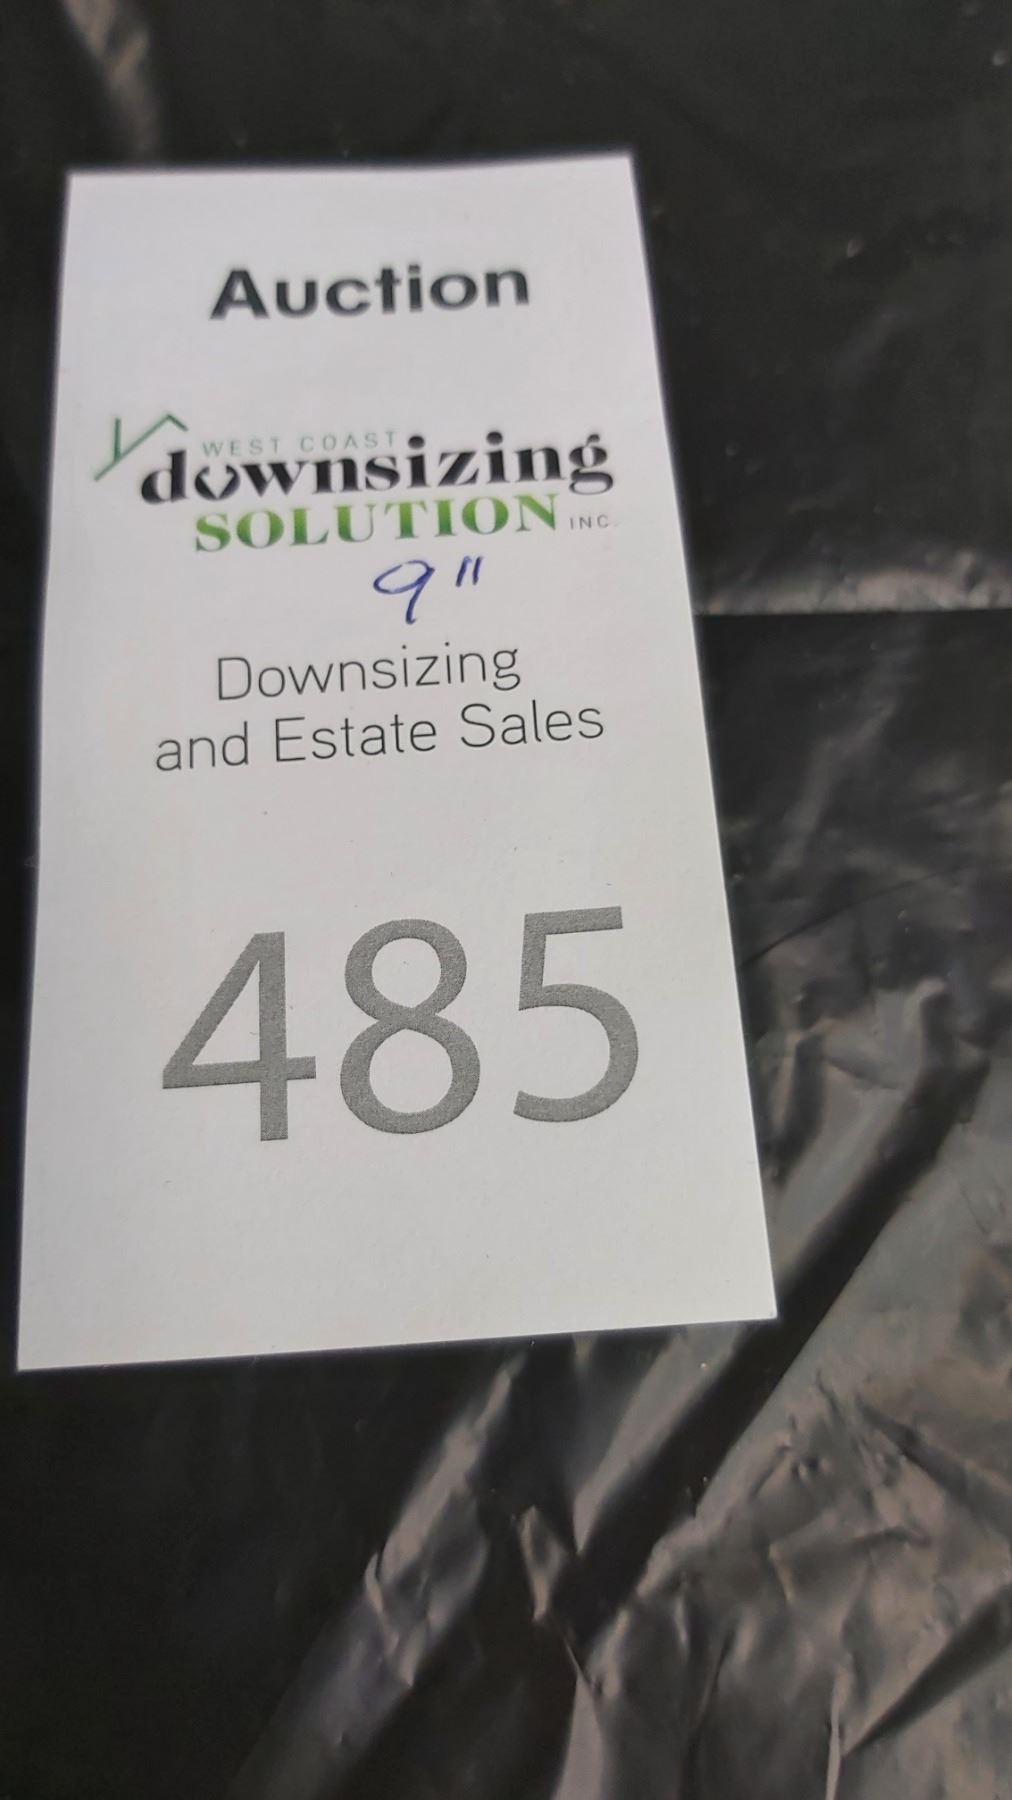 Auction
WEST COAST
downsizing
SOLUTION INC.
9"
Downsizing
and Estate Sales
485